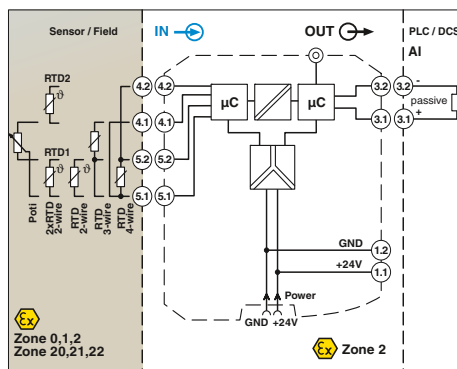 Sensor / Field
IN
OUT
PLC / DCS
AI
RTD2
ϑ
4.2 4.2
µC
µC
3.2 3.2
-
passive
+
4.1 4.1
3.1 3.1
RTD1
ϑ
ϑ
5.2 5.2
5.1 5.1
Poti
2xRTD
2-wire
RTD
2-wire
RTD
3-wire
RTD
4-wire
GND
1.2
+24V
1.1
Power
GND +24V
Ex
Zone 0,1,2
Zone 20,21,22
Ex
Zone 2